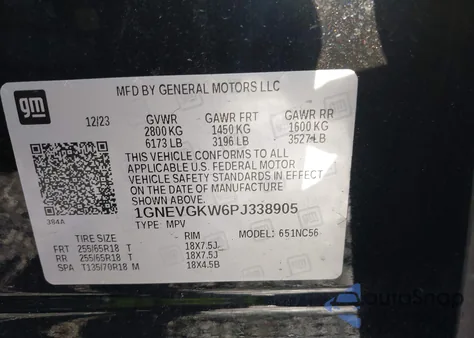 gm
MFD BY GENERAL MOTORS LLC
12/23 GVWR GAWR FRT GAWR RR
2800 KG 1450 KG 1600 KG
6173 LB 3196 LB 3527 LB
THIS VEHICLE CONFORMS TO ALL
APPLICABLE U.S. FEDERAL MOTOR
VEHICLE SAFETY STANDARDS IN EFFECT
ON THE DATE OF MANUFACTURE
SHOWN ABOVE.
384A
1GNEVGKW6PJ338905
TYPE: MPV
TIRE SIZE RIM MODEL: 651NC56
FRT 255/65R18 T 18X7.5J
RR 255/65R18 T 18X7.5J
SPA T135/70R18 M 18X4.5B
AutoSnap